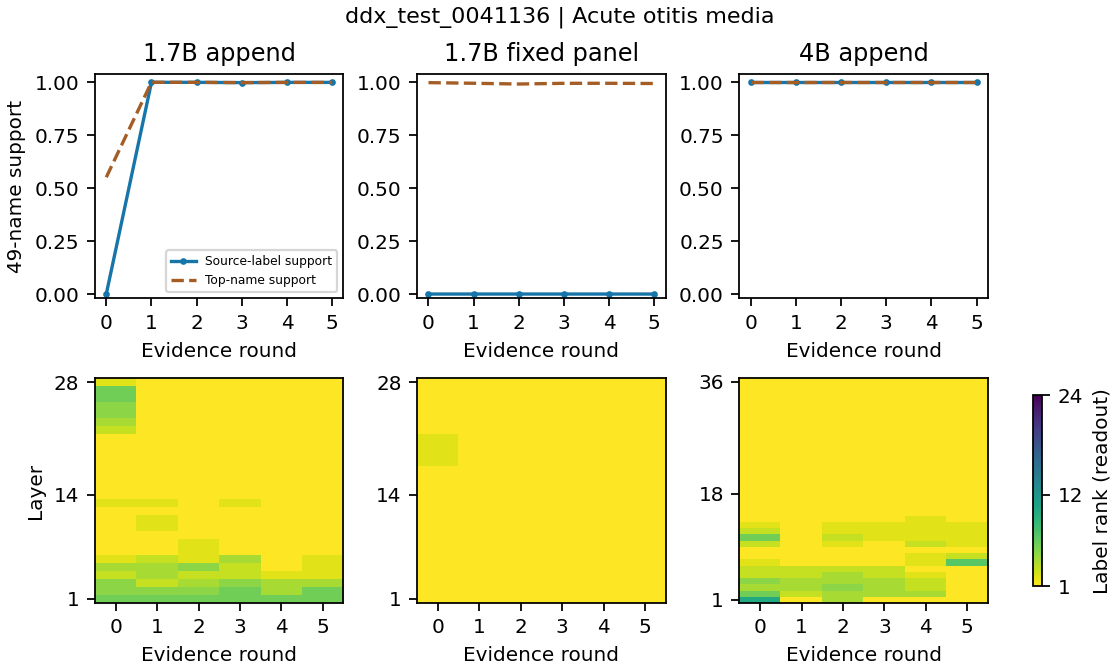 ddx_test_0041136 | Acute otitis media
1.7B append
1.7B fixed panel
4B append
49-name support
1.00
0.75
0.50
0.25
0.00
Source-label support
Top-name support
0 1 2 3 4 5
Evidence round
1.00
0.75
0.50
0.25
0.00
0 1 2 3 4 5
Evidence round
1.00
0.75
0.50
0.25
0.00
0 1 2 3 4 5
Evidence round
Layer
28
14
1
0 1 2 3 4 5
Evidence round
28
14
1
0 1 2 3 4 5
Evidence round
36
18
1
0 1 2 3 4 5
Evidence round
24
12
1
Label rank (readout)